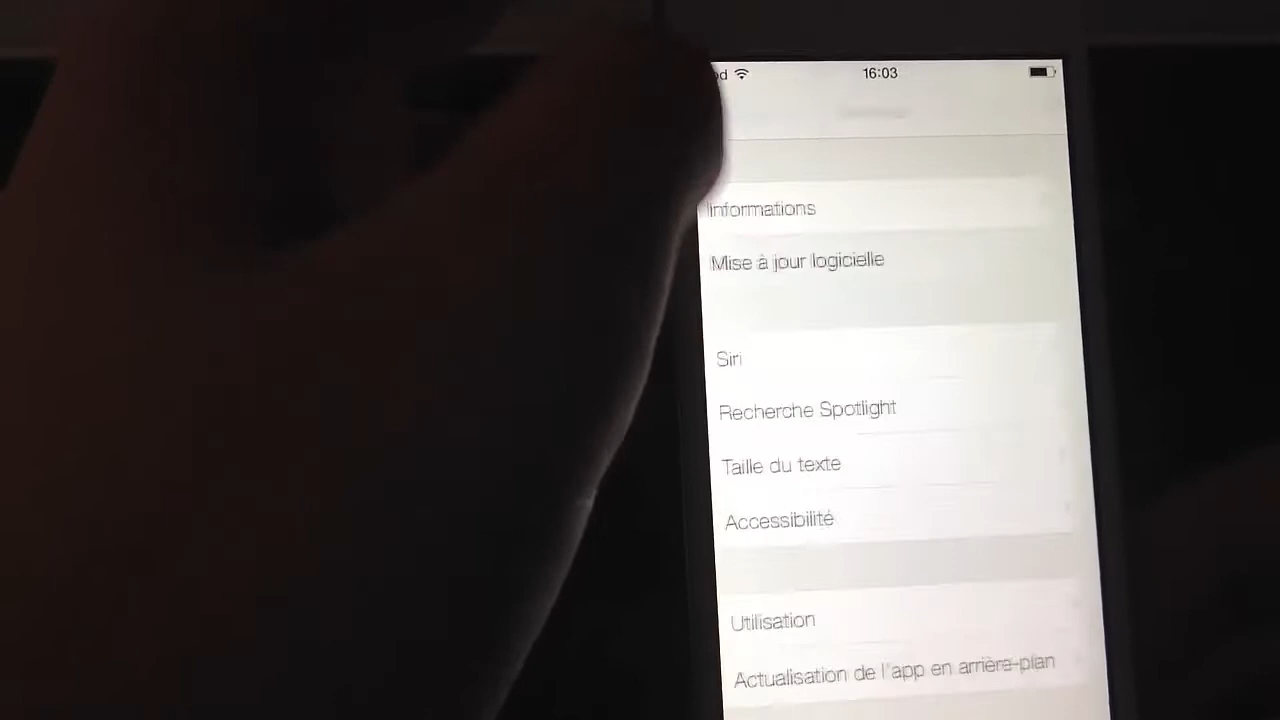 16:03
Informations
Mise à jour logicielle
Siri
Recherche Spotlight
Taille du texte
Accessibilité
Utilisation
Actualisation de l'app en arrière-plan